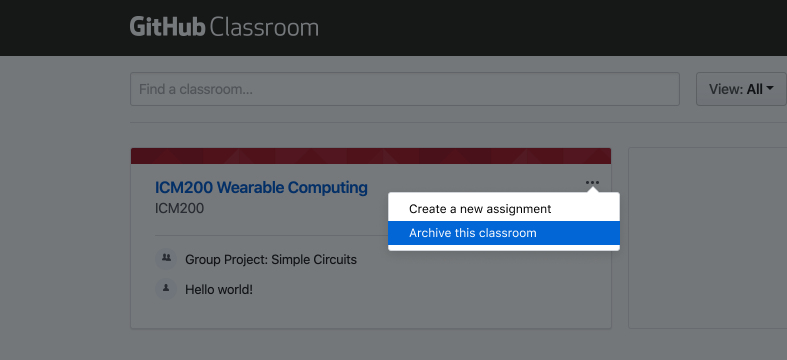 GitHub Classroom
Find a classroom...
View: All
ICM200 Wearable Computing
ICM200
Create a new assignment
Archive this classroom
Group Project: Simple Circuits
Hello world!